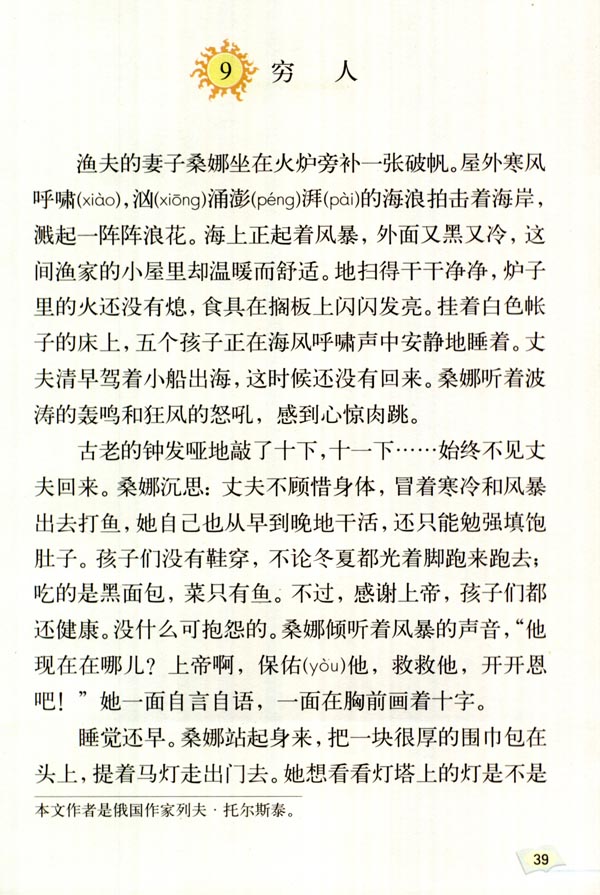 9 穷 人
渔夫的妻子桑娜坐在火炉旁补一张破帆。屋外寒风
呼啸(xiào)，汹(xiōng)涌澎(péng)湃(pài)的海浪拍击着海岸，
溅起一阵阵浪花。海上正起着风暴，外面又黑又冷，这
间渔家的小屋里却温暖而舒适。地扫得干干净净，炉子
里的火还没有熄，食具在搁板上闪闪发亮。挂着白色帐
子的床上，五个孩子正在海风呼啸声中安静地睡着。丈
夫清早驾着小船出海，这时候还没有回来。桑娜听着波
涛的轰鸣和狂风的怒吼，感到心惊肉跳。
古老的钟发哑地敲了十下，十一下……始终不见丈
夫回来。桑娜沉思：丈夫不顾惜身体，冒着寒冷和风暴
出去打鱼，她自己也从早到晚地干活，还只能勉强填饱
肚子。孩子们没有鞋穿，不论冬夏都光着脚跑来跑去；
吃的是黑面包，菜只有鱼。不过，感谢上帝，孩子们都
还健康。没什么可抱怨的。桑娜倾听着风暴的声音，“他
现在在哪儿？上帝啊，保佑(yòu)他，救救他，开开恩
吧！”她一面自言自语，一面在胸前画着十字。
睡觉还早。桑娜站起身来，把一块很厚的围巾包在
头上，提着马灯走出门去。她想看看灯塔上的灯是不是
本文作者是俄国作家列夫·托尔斯泰。
39